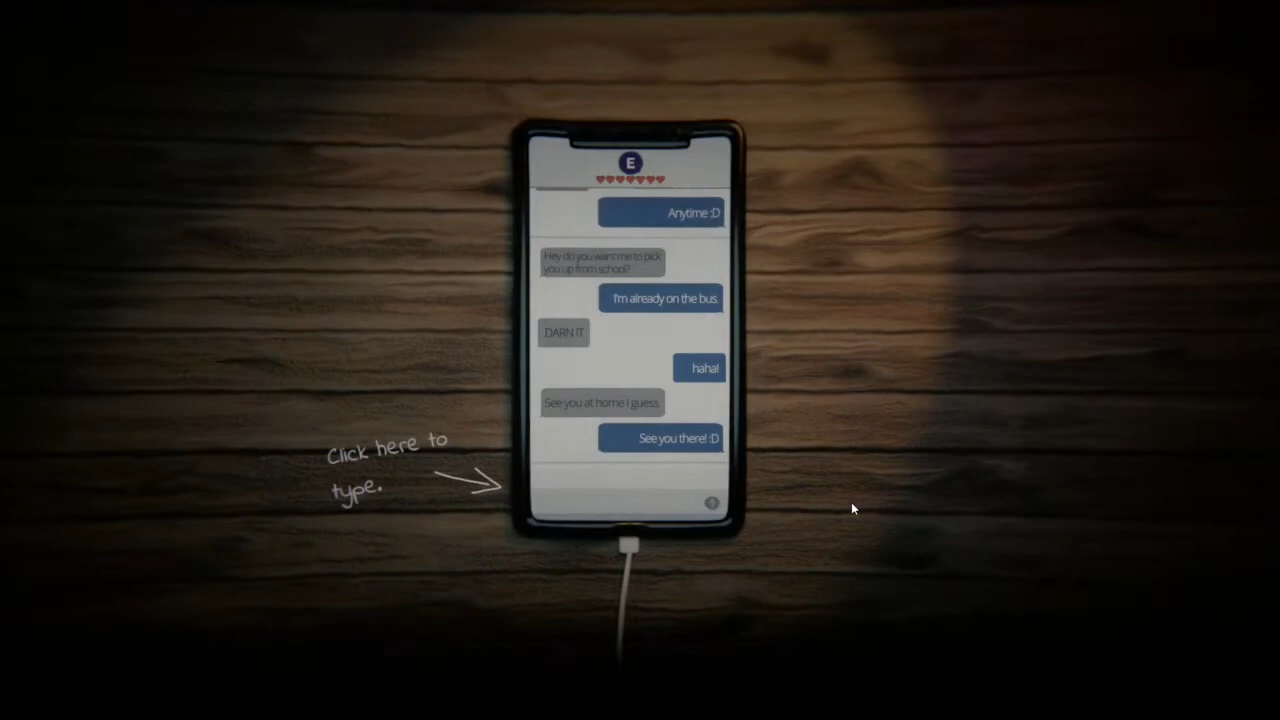 E
Anytime :D
Hey do you want me to pick
you up from school?
I'm already on the bus.
DARN IT
haha!
See you at home I guess.
See you there! :D
Click here to
type.